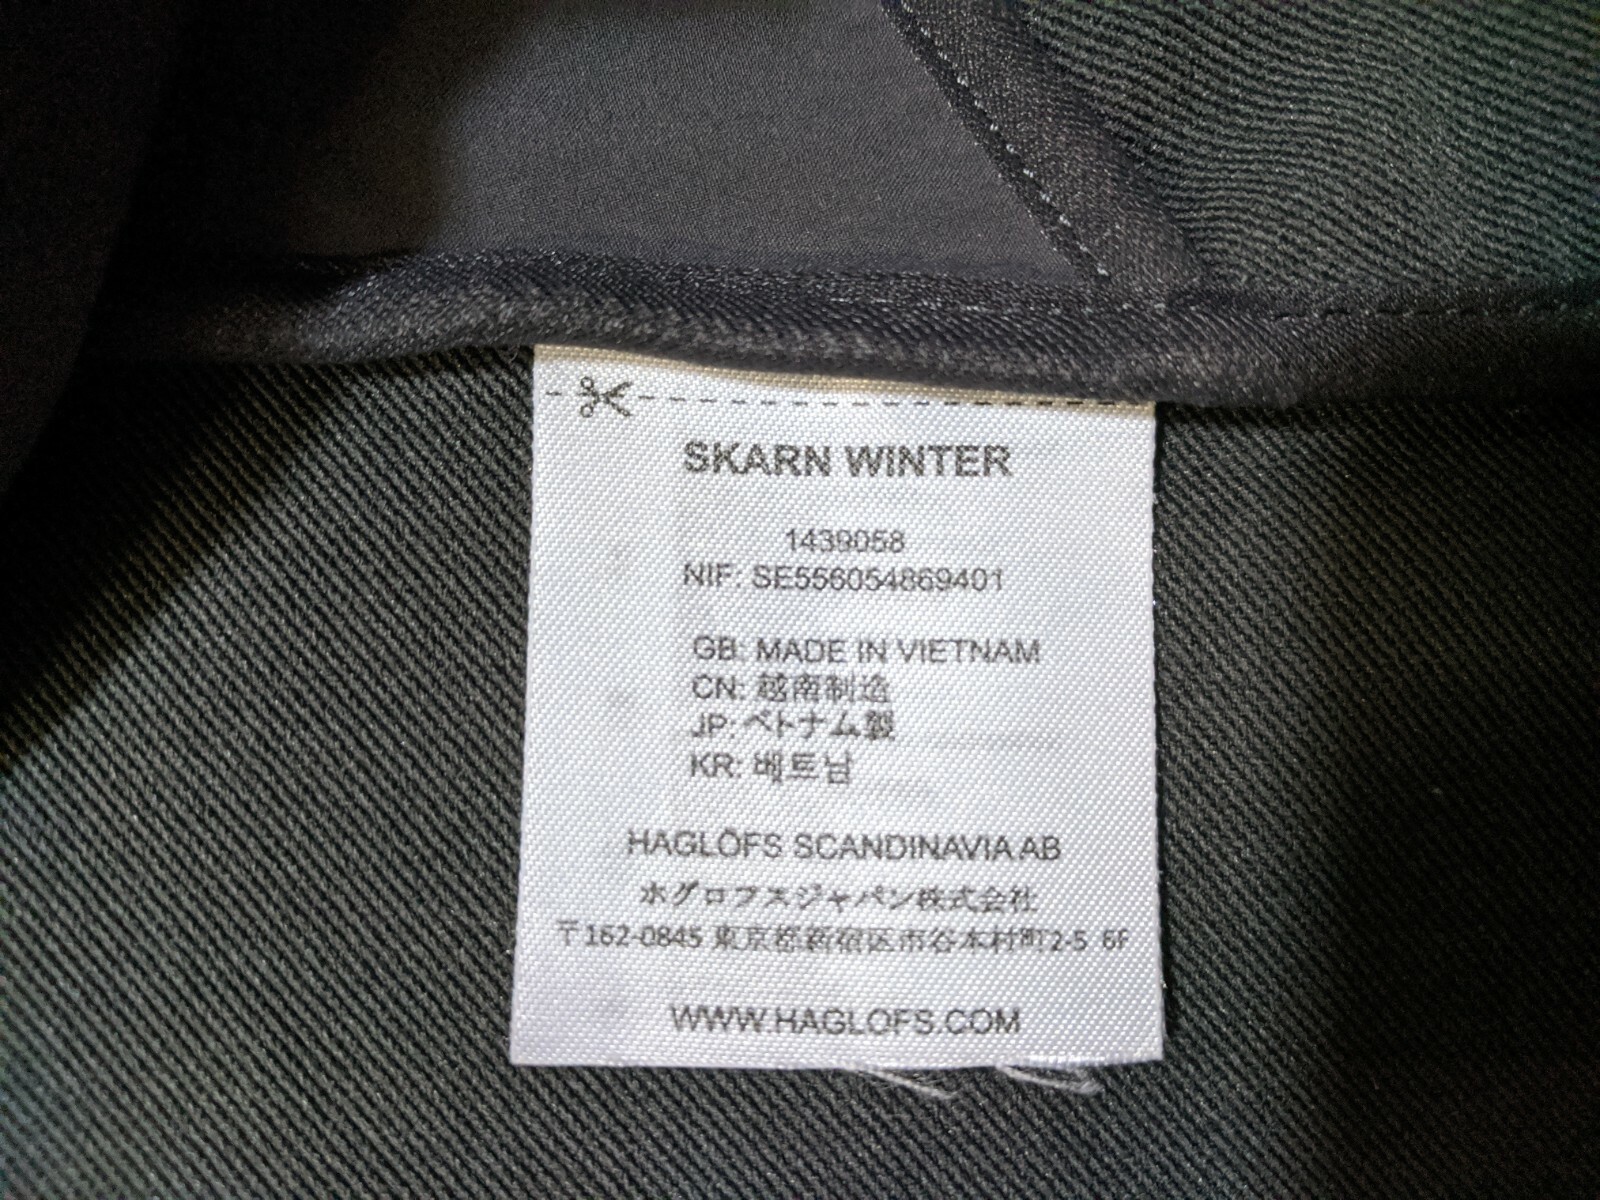 SKARN WINTER
1439058
NIF: SE556054869401
GB: MADE IN VIETNAM
CN: 越南制造
JP: ベトナム製
KR: 베트남
HAGLÖFS SCANDINAVIA AB
ホグロフスジャパン株式会社
〒162-0845 東京都新宿区市谷本村町2-5 6F
WWW.HAGLOFS.COM